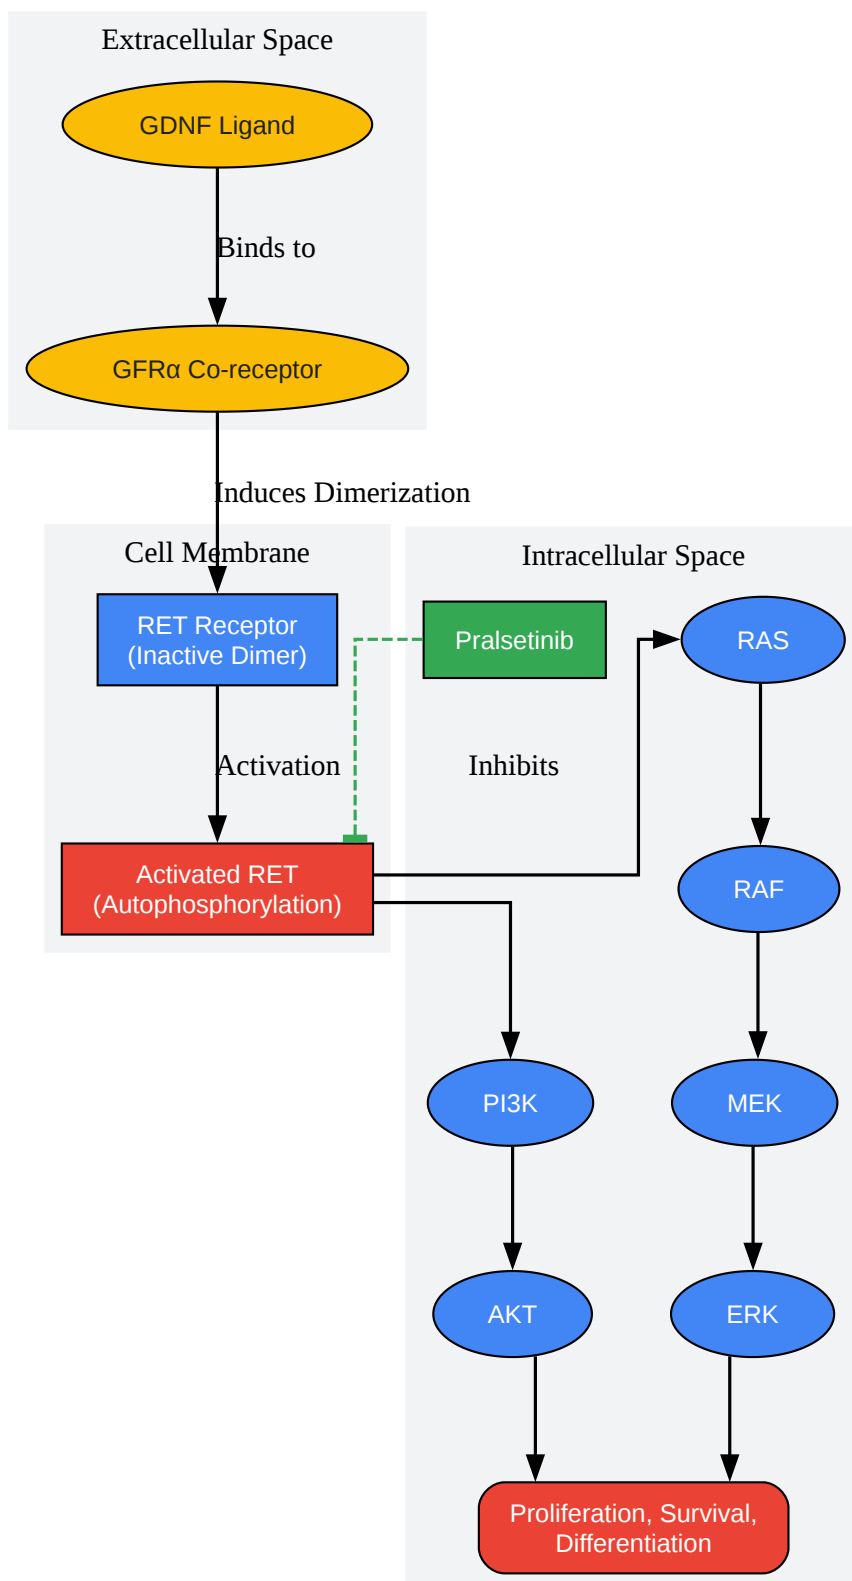 Extracellular Space
GDNF Ligand
Binds to
GFRα Co-receptor
Induces Dimerization
Cell Membrane
Intracellular Space
RET Receptor
(Inactive Dimer)
Pralsetinib
RAS
Activation
Inhibits
Activated RET
(Autophosphorylation)
RAF
PI3K
MEK
AKT
ERK
Proliferation, Survival,
Differentiation